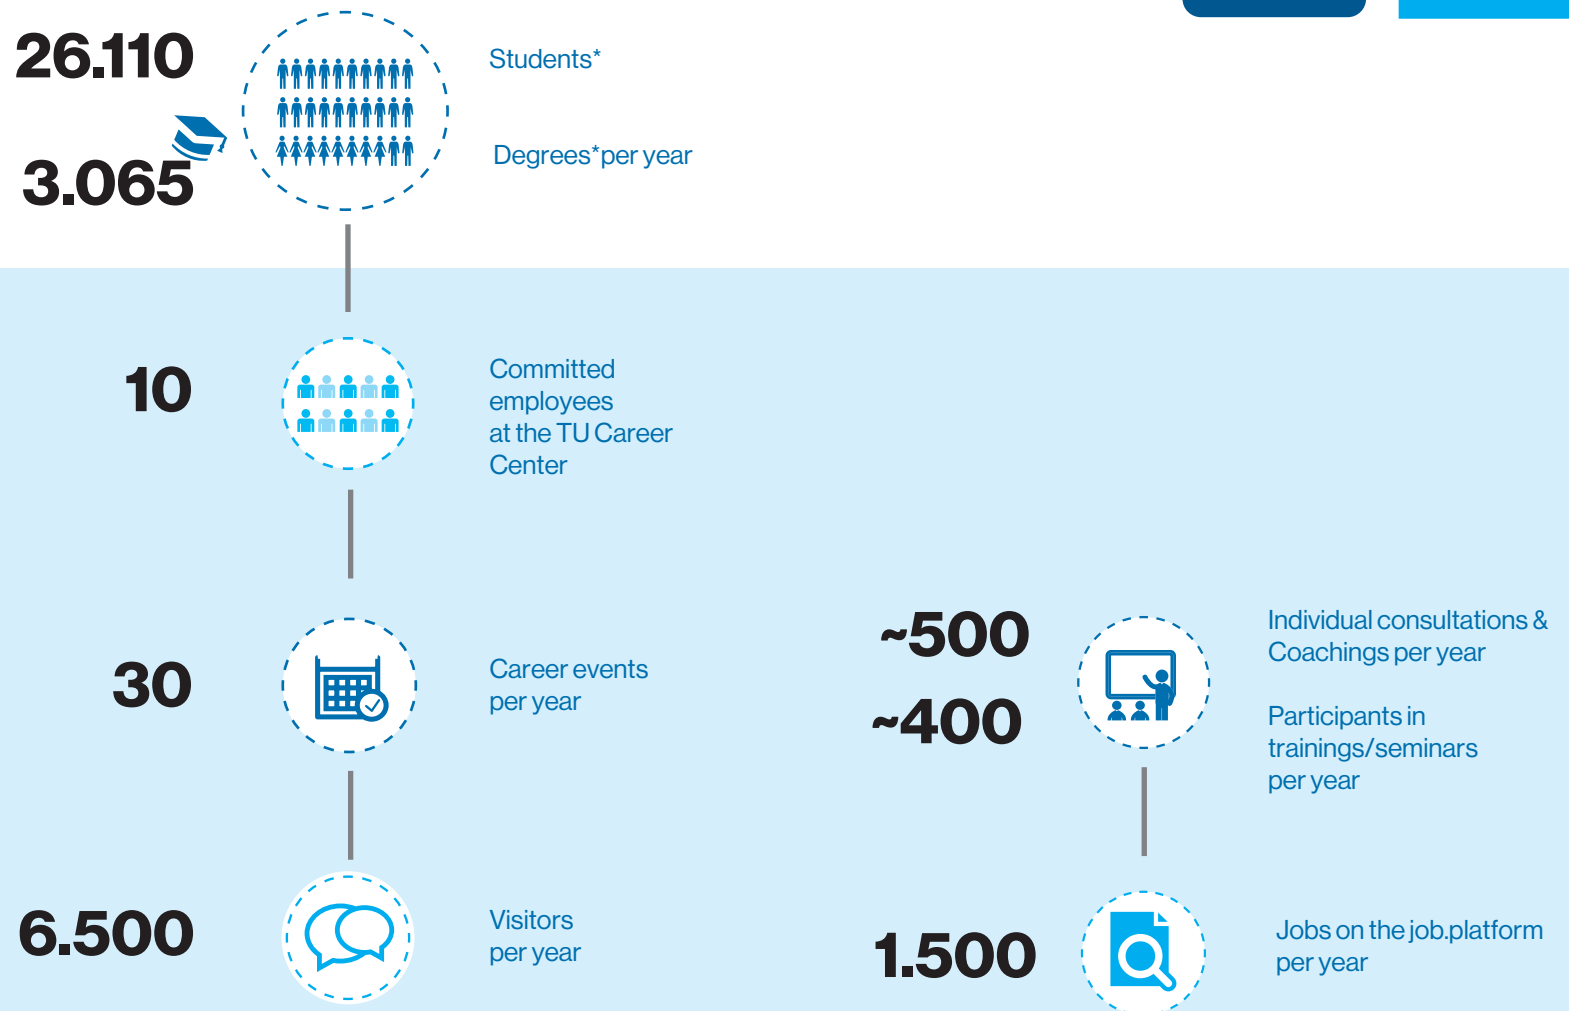 26.110
Students*
3.065
Degrees*per year
10
Committed
employees
at the TU Career
Center
30
Career events
per year
6.500
Visitors
per year
~500
Individual consultations &
Coachings per year
~400
Participants in
trainings/seminars
per year
1.500
Jobs on the job.platform
per year